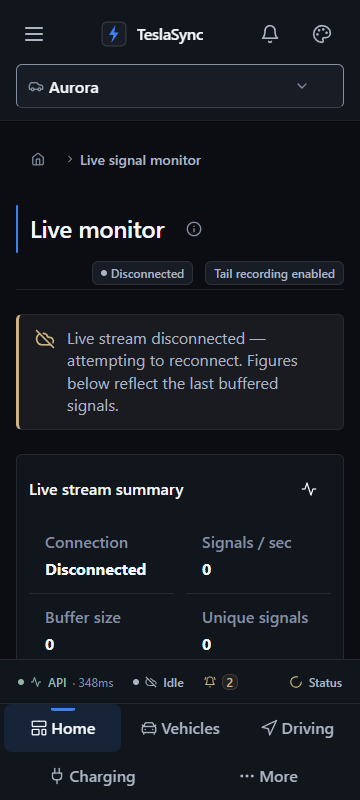 TeslaSync
Aurora
Live signal monitor
Live monitor
Disconnected Tail recording enabled
Live stream disconnected —
attempting to reconnect. Figures
below reflect the last buffered
signals.
Live stream summary
Connection Signals / sec
Disconnected 0
Buffer size Unique signals
0 0
API · 348ms Idle 2 Status
Home Vehicles Driving
Charging More